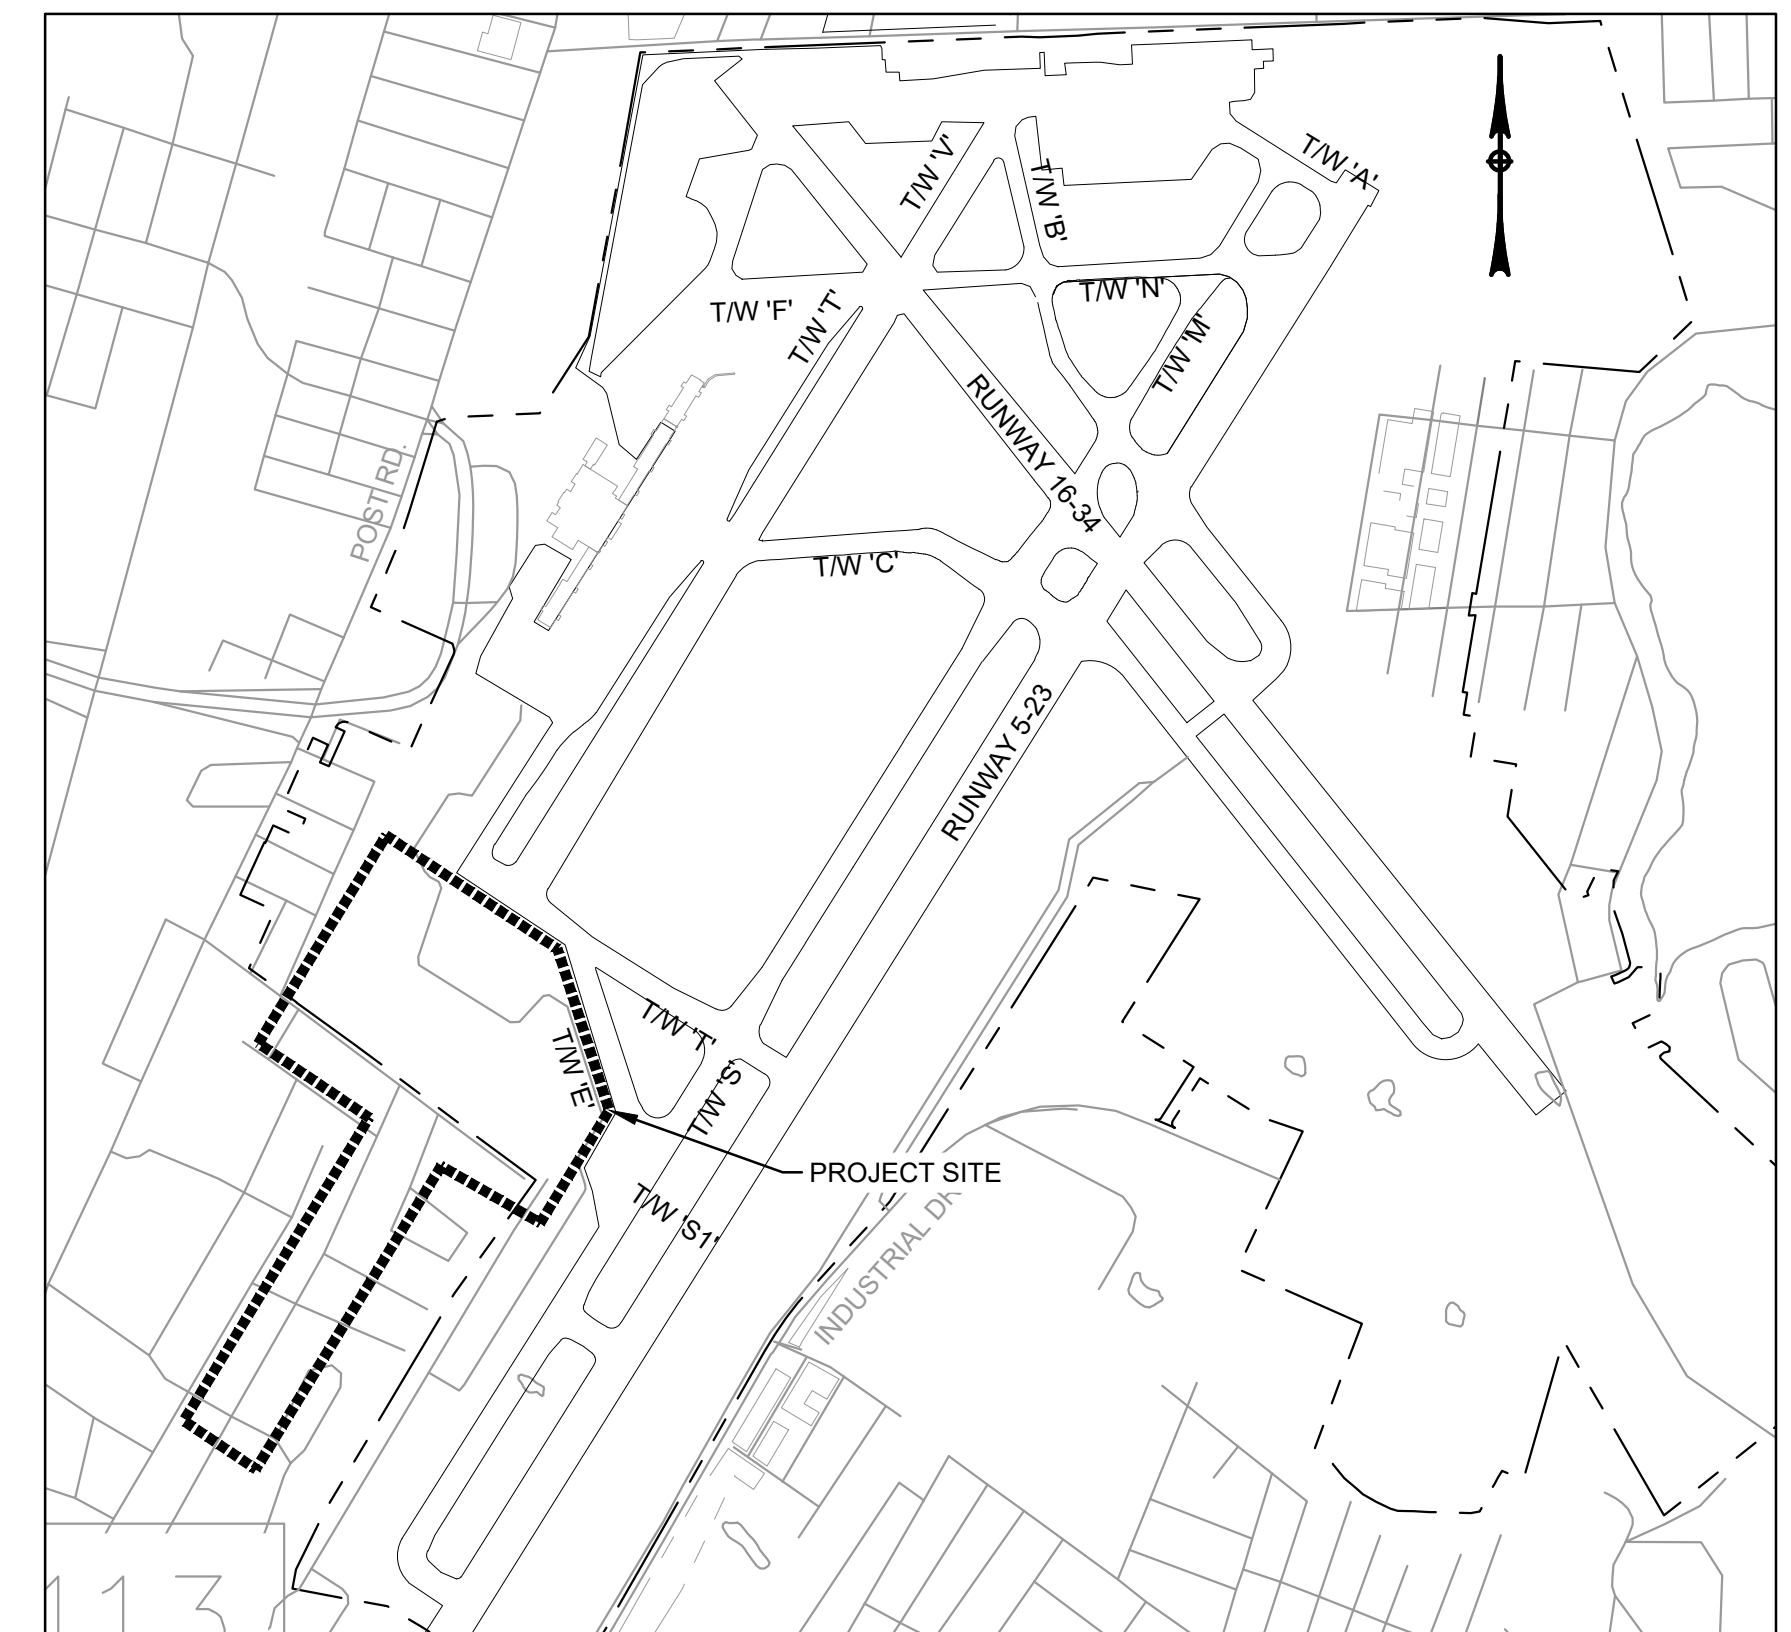 T/W 'A'
T/W 'V'
T/W 'B'
T/W 'N'
T/W 'F'
T/W 'T'
T/W 'M'
RUNWAY 16-34
POST RD.
T/W 'C'
RUNWAY 5-23
T/W 'T'
T/W 'E'
T/W 'S'
PROJECT SITE
T/W 'S1'
INDUSTRIAL DR
113